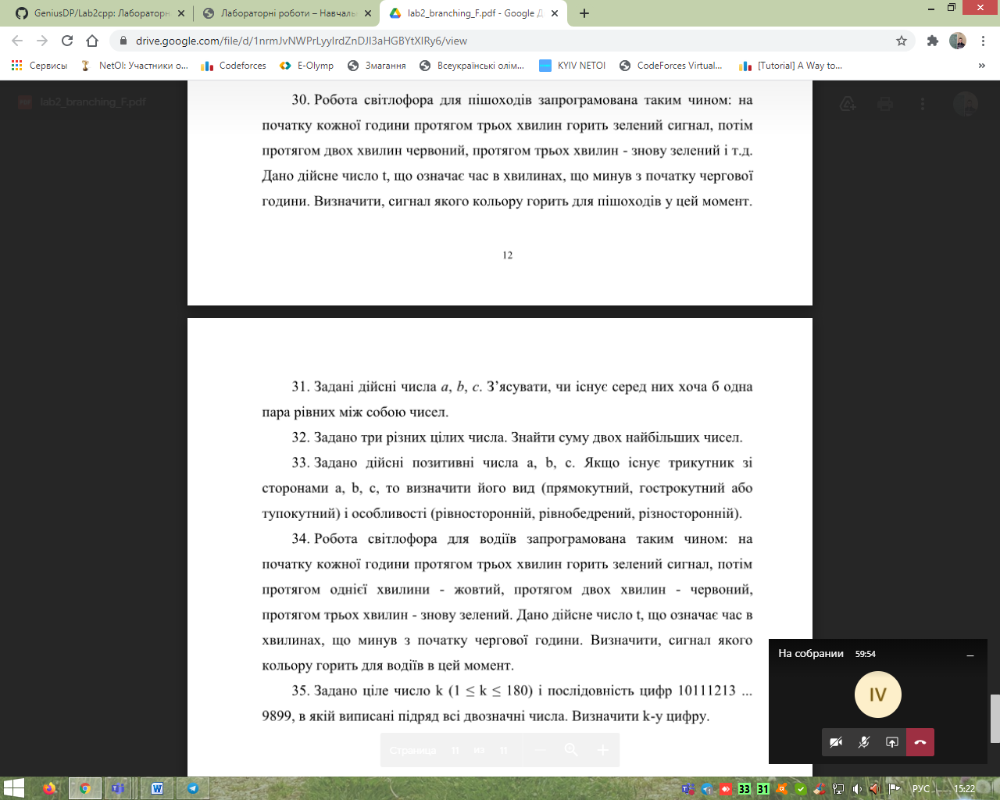 GeniusDP/Lab2cpp: Лабораторн
Лабораторні роботи – Навчаль
lab2_branching_F.pdf - Google Д
drive.google.com/file/d/1nrmJvNWPrLyyIrdZnDJI3aHGBYtXIRy6/view
Сервисы
NetOI: Участники о...
Codeforces
E-Olymp
Змагання
Всеукраїнські олім...
KYIV NETOI
CodeForces Virtual...
[Tutorial] A Way to...
»
lab2_branching_F.pdf
30. Робота світлофора для пішоходів запрограмована таким чином: на
початку кожної години протягом трьох хвилин горить зелений сигнал, потім
протягом двох хвилин червоний, протягом трьох хвилин - знову зелений і т.д.
Дано дійсне число t, що означає час в хвилинах, що минув з початку чергової
години. Визначити, сигнал якого кольору горить для пішоходів у цей момент.
12
31. Задані дійсні числа a, b, c. З’ясувати, чи існує серед них хоча б одна
пара рівних між собою чисел.
32. Задано три різних цілих числа. Знайти суму двох найбільших чисел.
33. Задано дійсні позитивні числа a, b, c. Якщо існує трикутник зі
сторонами a, b, c, то визначити його вид (прямокутний, гострокутний або
тупокутний) і особливості (рівносторонній, рівнобедрений, різносторонній).
34. Робота світлофора для водіїв запрограмована таким чином: на
початку кожної години протягом трьох хвилин горить зелений сигнал, потім
протягом однієї хвилини - жовтий, протягом двох хвилин - червоний,
протягом трьох хвилин - знову зелений. Дано дійсне число t, що означає час в
хвилинах, що минув з початку чергової години. Визначити, сигнал якого
кольору горить для водіїв в цей момент.
35. Задано ціле число k (1 ≤ k ≤ 180) і послідовність цифр 10111213 ...
9899, в якій виписані підряд всі двозначні числа. Визначити k-у цифру.
Страница 11 из 11
На собрании 59:54
IV
33
31
РУС
15:22